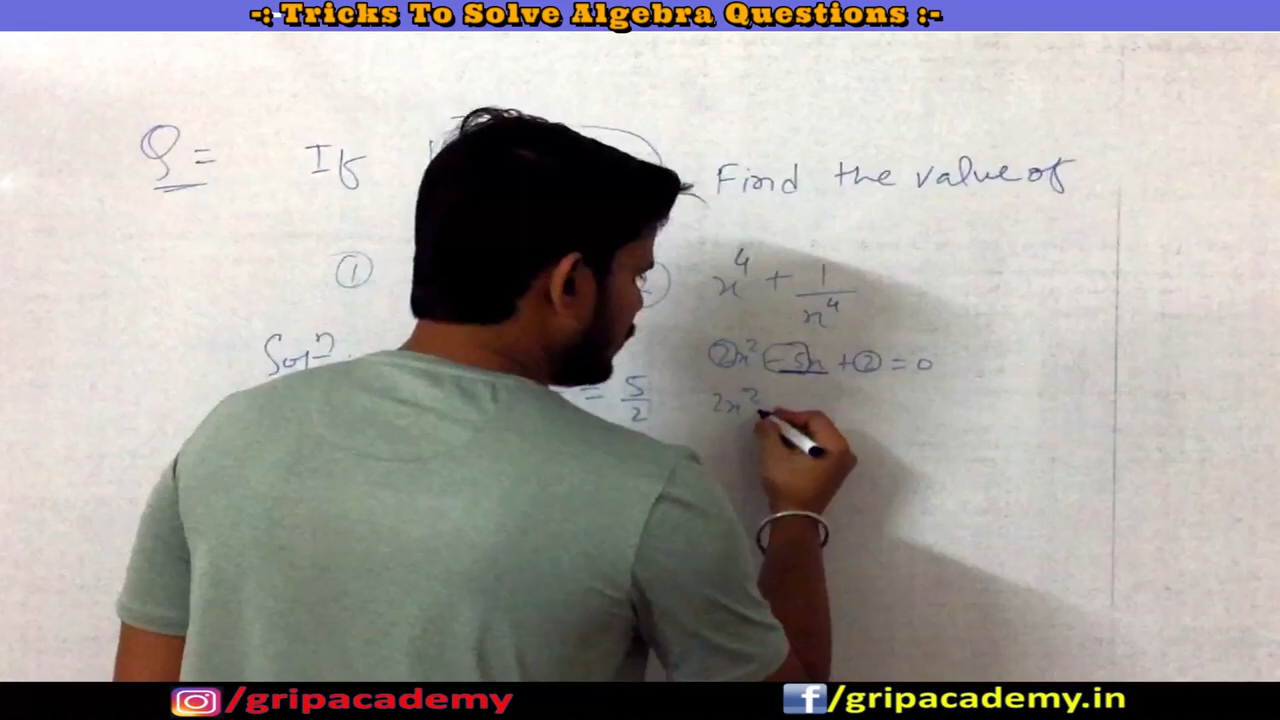 -: Tricks To Solve Algebra Questions :-
Q = If Find the value of
① x⁴ + 1/x⁴
Solⁿ.
2x² - 5x + 2 = 0
= 5/2 2x²
/gripacademy /gripacademy.in